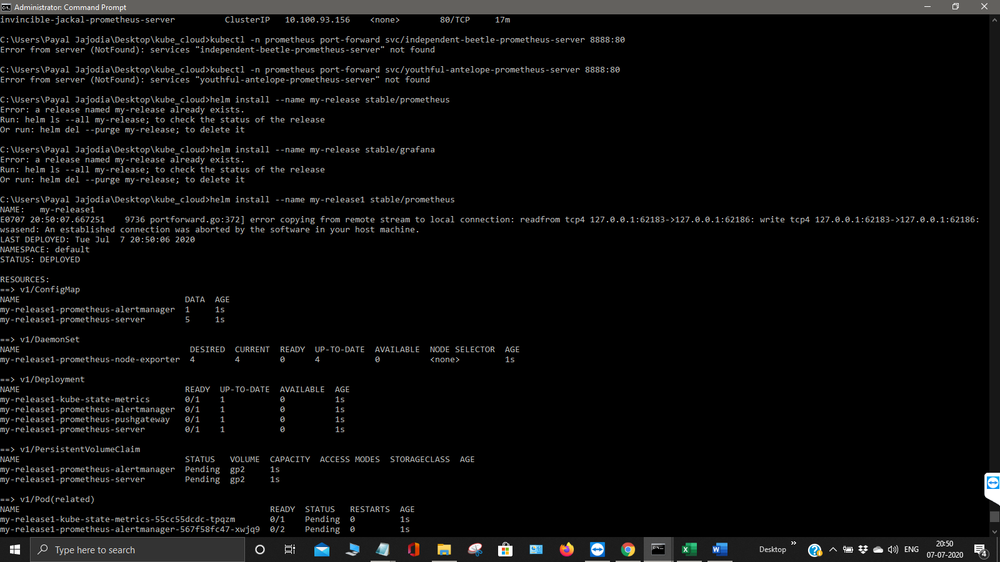 Administrator: Command Prompt
invincible-jackal-prometheus-server          ClusterIP   10.100.93.156    <none>        80/TCP     17m
C:\Users\Payal Jajodia\Desktop\kube_cloud>kubectl -n prometheus port-forward svc/independent-beetle-prometheus-server 8888:80
Error from server (NotFound): services "independent-beetle-prometheus-server" not found
C:\Users\Payal Jajodia\Desktop\kube_cloud>kubectl -n prometheus port-forward svc/youthful-antelope-prometheus-server 8888:80
Error from server (NotFound): services "youthful-antelope-prometheus-server" not found
C:\Users\Payal Jajodia\Desktop\kube_cloud>helm install --name my-release stable/prometheus
Error: a release named my-release already exists.
Run: helm ls --all my-release; to check the status of the release
Or run: helm del --purge my-release; to delete it
C:\Users\Payal Jajodia\Desktop\kube_cloud>helm install --name my-release stable/grafana
Error: a release named my-release already exists.
Run: helm ls --all my-release; to check the status of the release
Or run: helm del --purge my-release; to delete it
C:\Users\Payal Jajodia\Desktop\kube_cloud>helm install --name my-release1 stable/prometheus
NAME:   my-release1
E0707 20:50:07.667251    9736 portforward.go:372] error copying from remote stream to local connection: readfrom tcp4 127.0.0.1:62183->127.0.0.1:62186: write tcp4 127.0.0.1:62183->127.0.0.1:62186:
wsasend: An established connection was aborted by the software in your host machine.
LAST DEPLOYED: Tue Jul  7 20:50:06 2020
NAMESPACE: default
STATUS: DEPLOYED
RESOURCES:
==> v1/ConfigMap
NAME                                 DATA  AGE
my-release1-prometheus-alertmanager  1     1s
my-release1-prometheus-server        5     1s
==> v1/DaemonSet
NAME                                  DESIRED  CURRENT  READY  UP-TO-DATE  AVAILABLE  NODE SELECTOR  AGE
my-release1-prometheus-node-exporter  4        4        0      4           0          <none>         1s
==> v1/Deployment
NAME                                 READY  UP-TO-DATE  AVAILABLE  AGE
my-release1-kube-state-metrics       0/1    1           0          1s
my-release1-prometheus-alertmanager  0/1    1           0          1s
my-release1-prometheus-pushgateway   0/1    1           0          1s
my-release1-prometheus-server        0/1    1           0          1s
==> v1/PersistentVolumeClaim
NAME                                 STATUS   VOLUME  CAPACITY  ACCESS MODES  STORAGECLASS  AGE
my-release1-prometheus-alertmanager  Pending  gp2     1s
my-release1-prometheus-server        Pending  gp2     1s
==> v1/Pod(related)
NAME                                                  READY  STATUS   RESTARTS  AGE
my-release1-kube-state-metrics-55cc55dcdc-tpqzm       0/1    Pending  0         1s
my-release1-prometheus-alertmanager-567f58fc47-xwjq9  0/2    Pending  0         1s
Type here to search
Desktop
ENG
20:50
07-07-2020
4